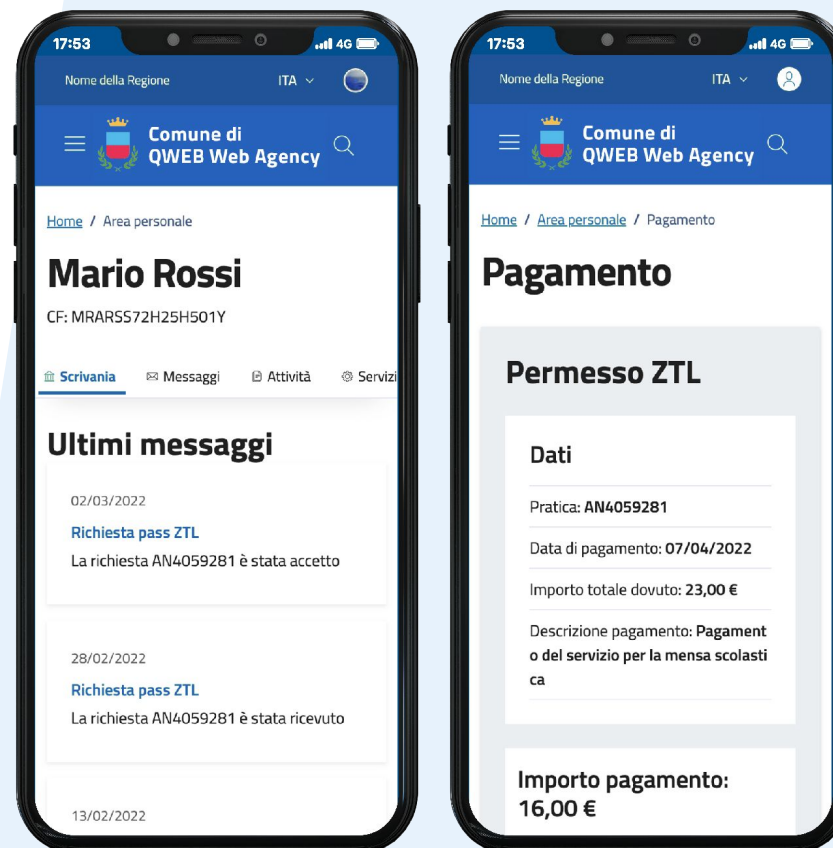 17:53
4G
Nome della Regione
ITA
Comune di
QWEB Web Agency
Home / Area personale
Mario Rossi
CF: MRARSS72H25H501Y
Scrivania
Messaggi
Attività
Servizi
Ultimi messaggi
02/03/2022
Richiesta pass ZTL
La richiesta AN4059281 è stata accetto
28/02/2022
Richiesta pass ZTL
La richiesta AN4059281 è stata ricevuto
13/02/2022
17:53
4G
Nome della Regione
ITA
Comune di
QWEB Web Agency
Home / Area personale / Pagamento
Pagamento
Permesso ZTL
Dati
Pratica: AN4059281
Data di pagamento: 07/04/2022
Importo totale dovuto: 23,00 €
Descrizione pagamento: Pagament
o del servizio per la mensa scolasti
ca
Importo pagamento:
16,00 €